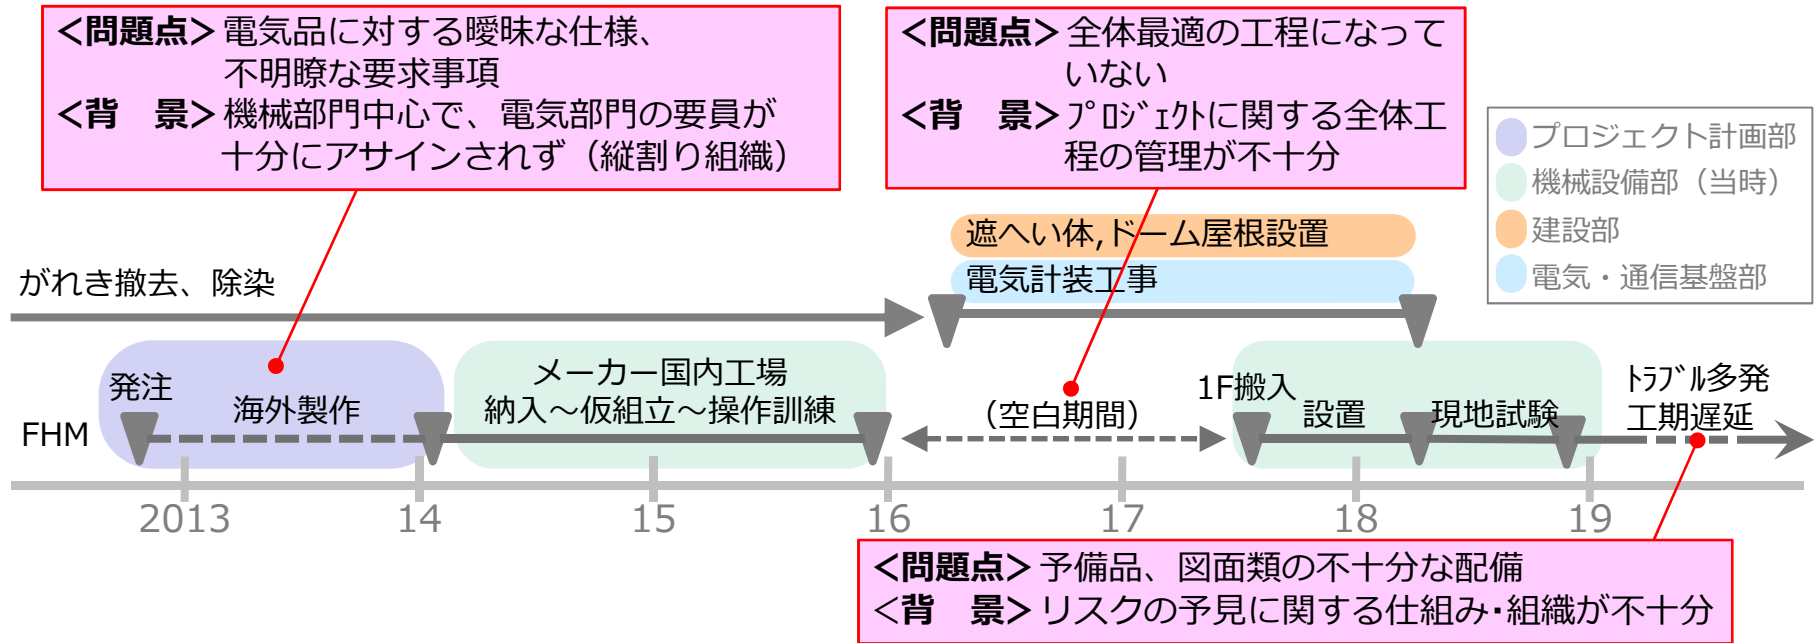 <問題点>電気品に対する曖昧な仕様、
不明瞭な要求事項
<背　景>機械部門中心で、電気部門の要員が
十分にアサインされず（縦割り組織）
<問題点>全体最適の工程になって
いない
<背　景>ﾌﾟﾛｼﾞｪｸﾄに関する全体工
程の管理が不十分
プロジェクト計画部
機械設備部（当時）
建設部
電気・通信基盤部
遮へい体,ドーム屋根設置
電気計装工事
がれき撤去、除染
発注
海外製作
メーカー国内工場
納入～仮組立～操作訓練
（空白期間）
1F搬入
設置
現地試験
ﾄﾗﾌﾞﾙ多発
工期遅延
FHM
2013
14
15
16
17
18
19
<問題点>予備品、図面類の不十分な配備
<背　景>リスクの予見に関する仕組み・組織が不十分